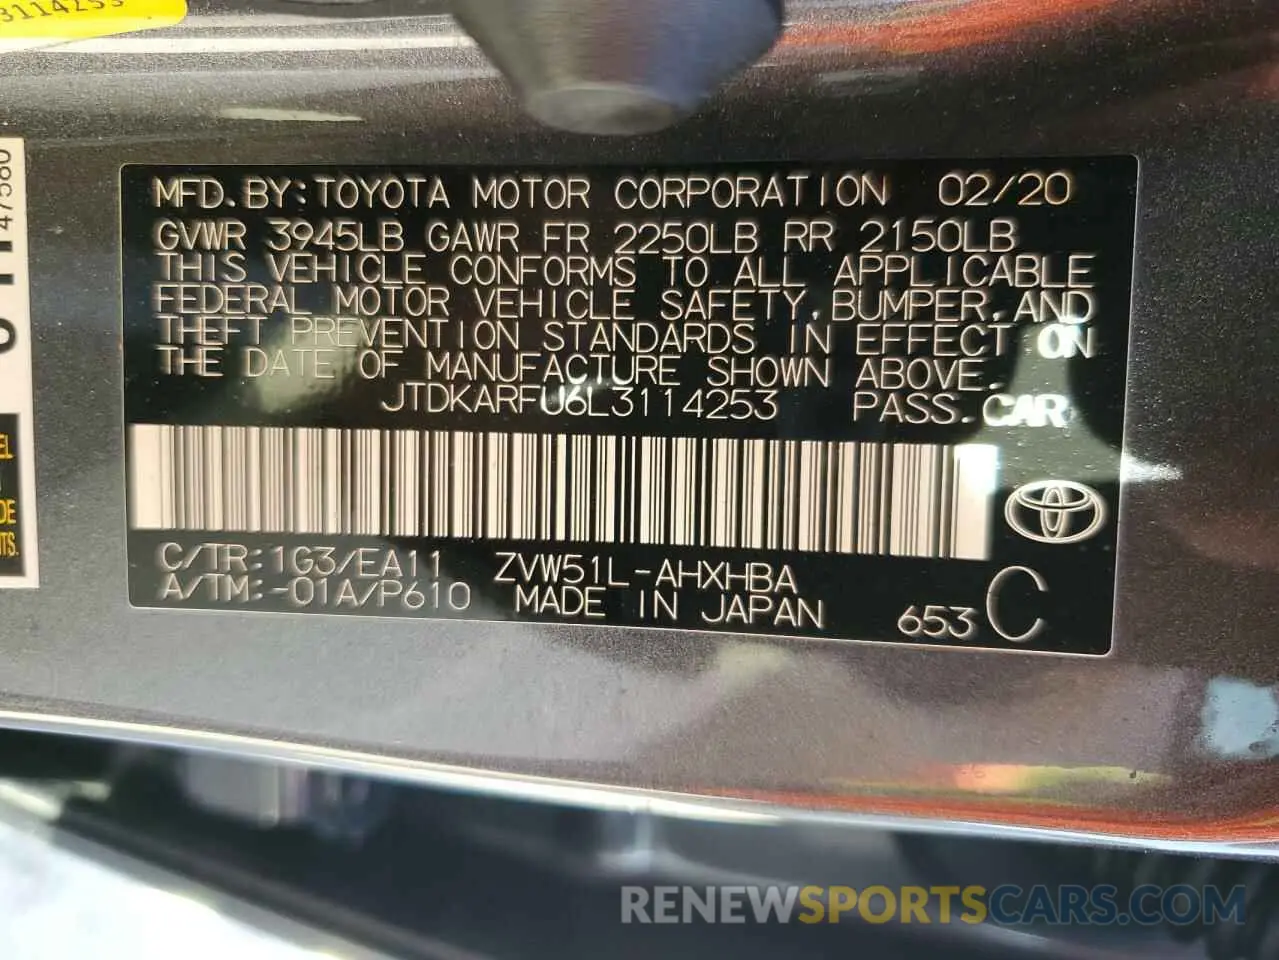 3114253
47580
MFD. BY: TOYOTA MOTOR CORPORATION 02/20
GVWR 3945LB GAWR FR 2250LB RR 2150LB
THIS VEHICLE CONFORMS TO ALL APPLICABLE
FEDERAL MOTOR VEHICLE SAFETY, BUMPER, AND
THEFT PREVENTION STANDARDS IN EFFECT ON
THE DATE OF MANUFACTURE SHOWN ABOVE.
JTDKARFU6L3114253 PASS. CAR
C/TR: 1G3/EA11 ZVW51L-AHXHBA
A/TM: -01A/P610 MADE IN JAPAN 653 C
RENEWSPORTSCARS.COM